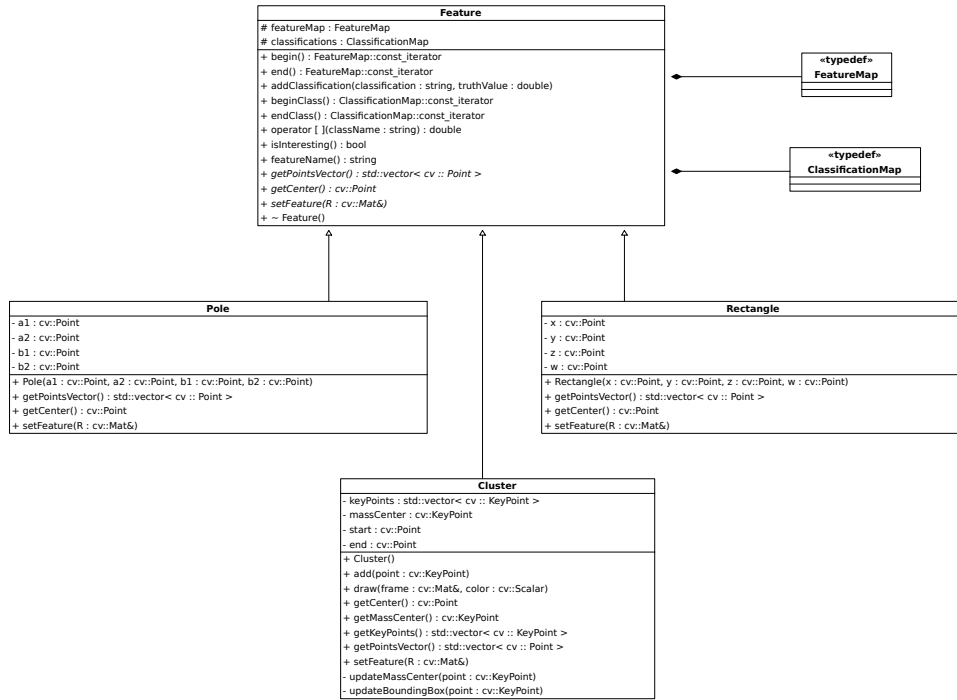 Feature
# featureMap : FeatureMap
# classifications : ClassificationMap
+ begin() : FeatureMap::const_iterator
+ end() : FeatureMap::const_iterator
+ addClassification(classification : string, truthValue : double)
+ beginClass() : ClassificationMap::const_iterator
+ endClass() : ClassificationMap::const_iterator
+ operator [ ](className : string) : double
+ isInteresting() : bool
+ featureName() : string
+ getPointsVector() : std::vector< cv :: Point >
+ getCenter() : cv::Point
+ setFeature(R : cv::Mat&)
+ ~ Feature()
«typedef»
FeatureMap
«typedef»
ClassificationMap
Pole
- a1 : cv::Point
- a2 : cv::Point
- b1 : cv::Point
- b2 : cv::Point
+ Pole(a1 : cv::Point, a2 : cv::Point, b1 : cv::Point, b2 : cv::Point)
+ getPointsVector() : std::vector< cv :: Point >
+ getCenter() : cv::Point
+ setFeature(R : cv::Mat&)
Rectangle
- x : cv::Point
- y : cv::Point
- z : cv::Point
- w : cv::Point
+ Rectangle(x : cv::Point, y : cv::Point, z : cv::Point, w : cv::Point)
+ getPointsVector() : std::vector< cv :: Point >
+ getCenter() : cv::Point
+ setFeature(R : cv::Mat&)
Cluster
- keyPoints : std::vector< cv :: KeyPoint >
- massCenter : cv::KeyPoint
- start : cv::Point
- end : cv::Point
+ Cluster()
+ add(point : cv::KeyPoint)
+ draw(frame : cv::Mat&, color : cv::Scalar)
+ getCenter() : cv::Point
+ getMassCenter() : cv::KeyPoint
+ getKeyPoints() : std::vector< cv :: KeyPoint >
+ getPointsVector() : std::vector< cv :: Point >
+ setFeature(R : cv::Mat&)
- updateMassCenter(point : cv::KeyPoint)
- updateBoundingBox(point : cv::KeyPoint)